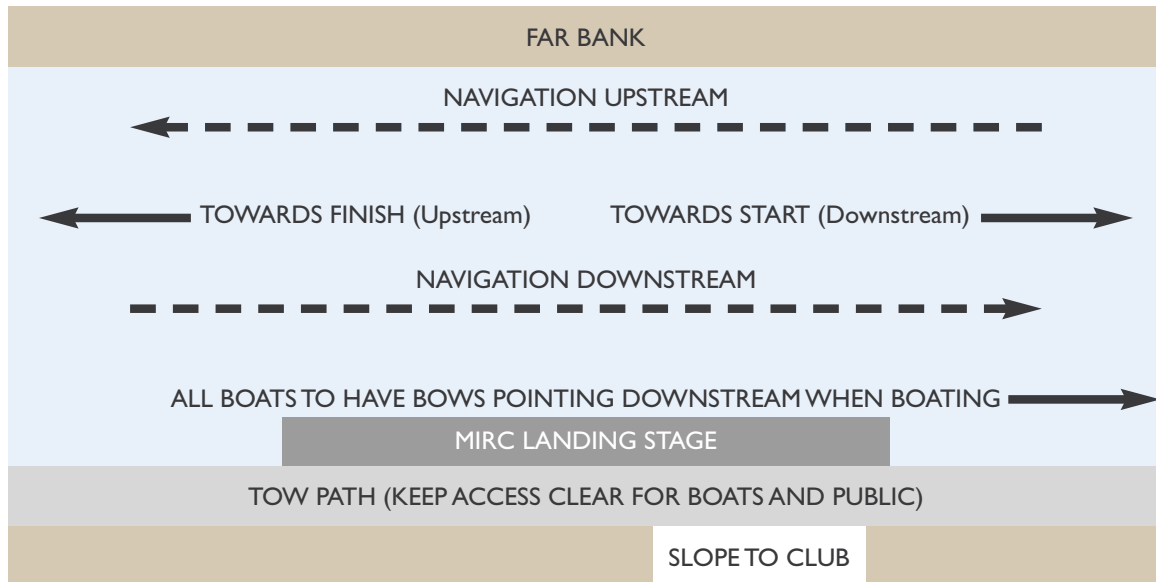 FAR BANK
NAVIGATION UPSTREAM
TOWARDS FINISH (Upstream)
TOWARDS START (Downstream)
NAVIGATION DOWNSTREAM
ALL BOATS TO HAVE BOWS POINTING DOWNSTREAM WHEN BOATING
MIRC LANDING STAGE
TOW PATH (KEEP ACCESS CLEAR FOR BOATS AND PUBLIC)
SLOPE TO CLUB